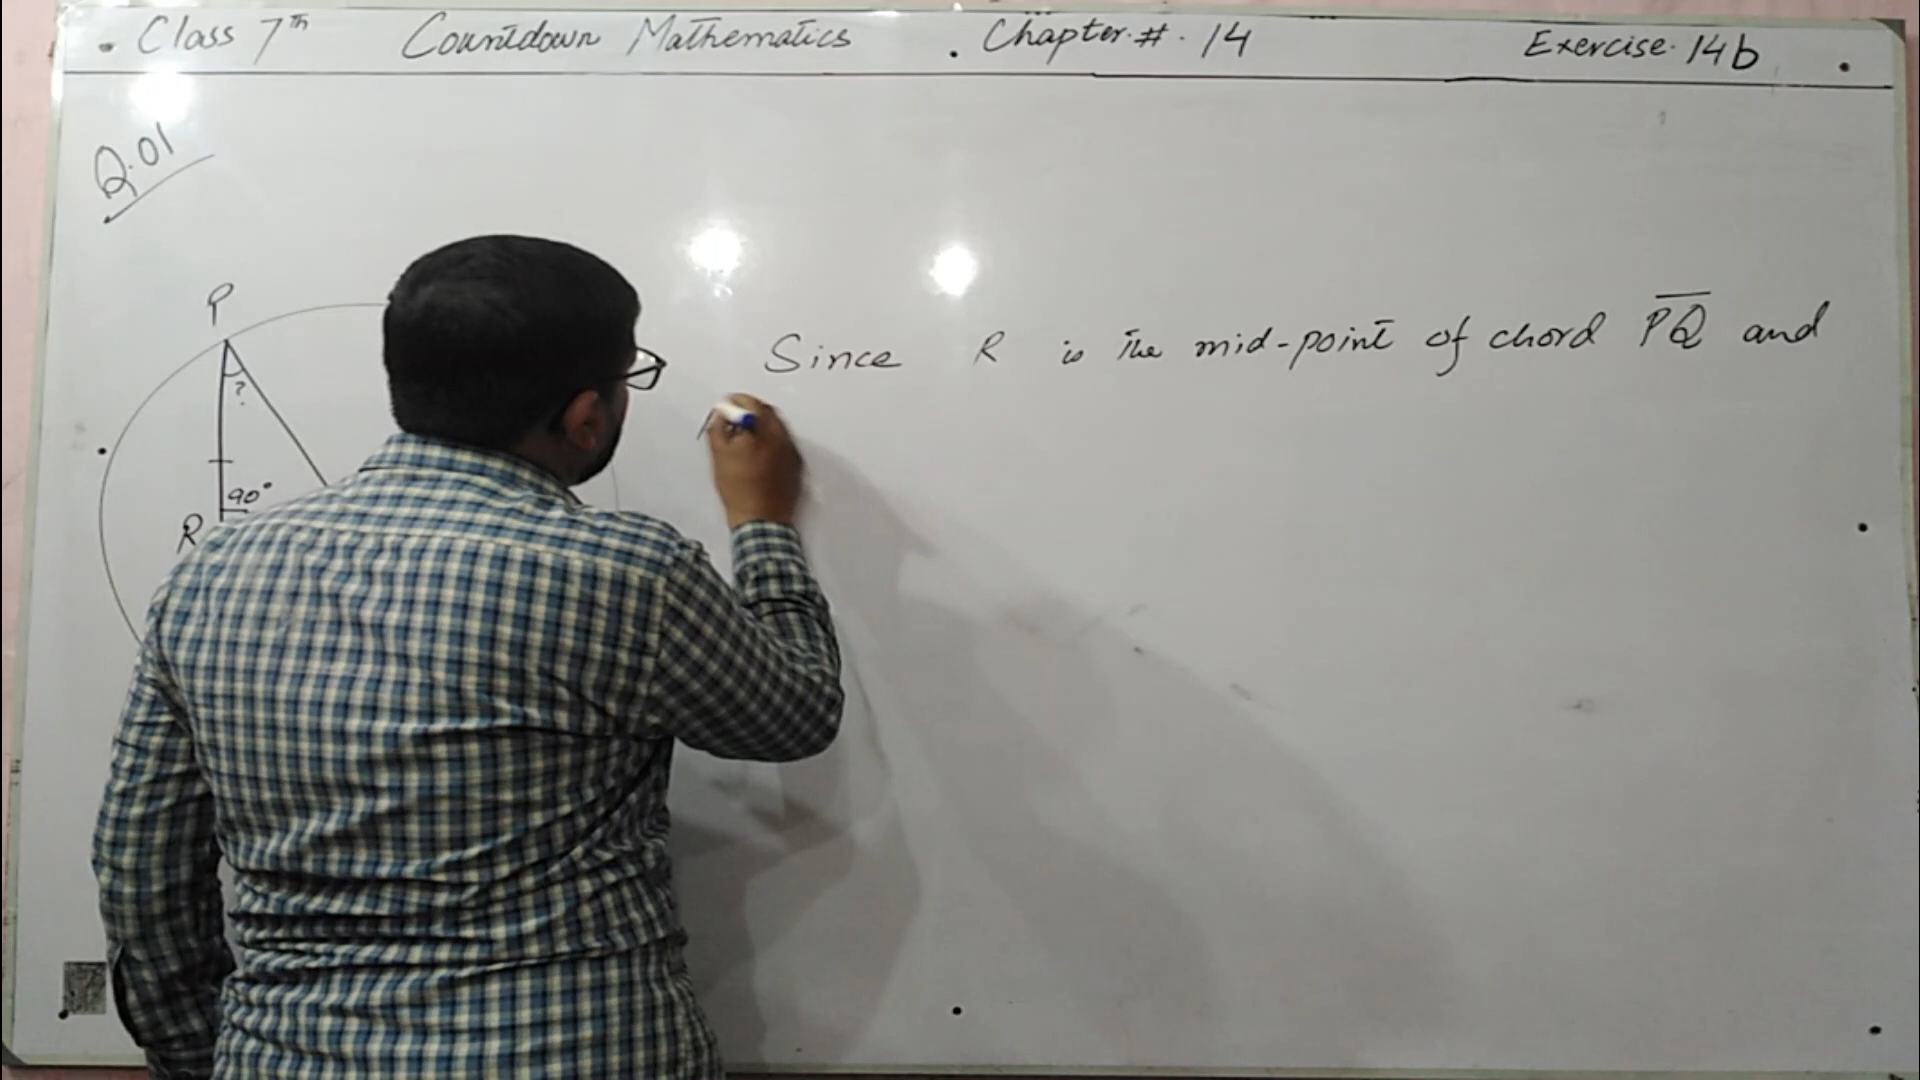 . Class 7th Countdown Mathematics . Chapter # . 14 Exercise 14b .
Q.01
P
?
90°
R
Since R is the mid-point of chord PQ and